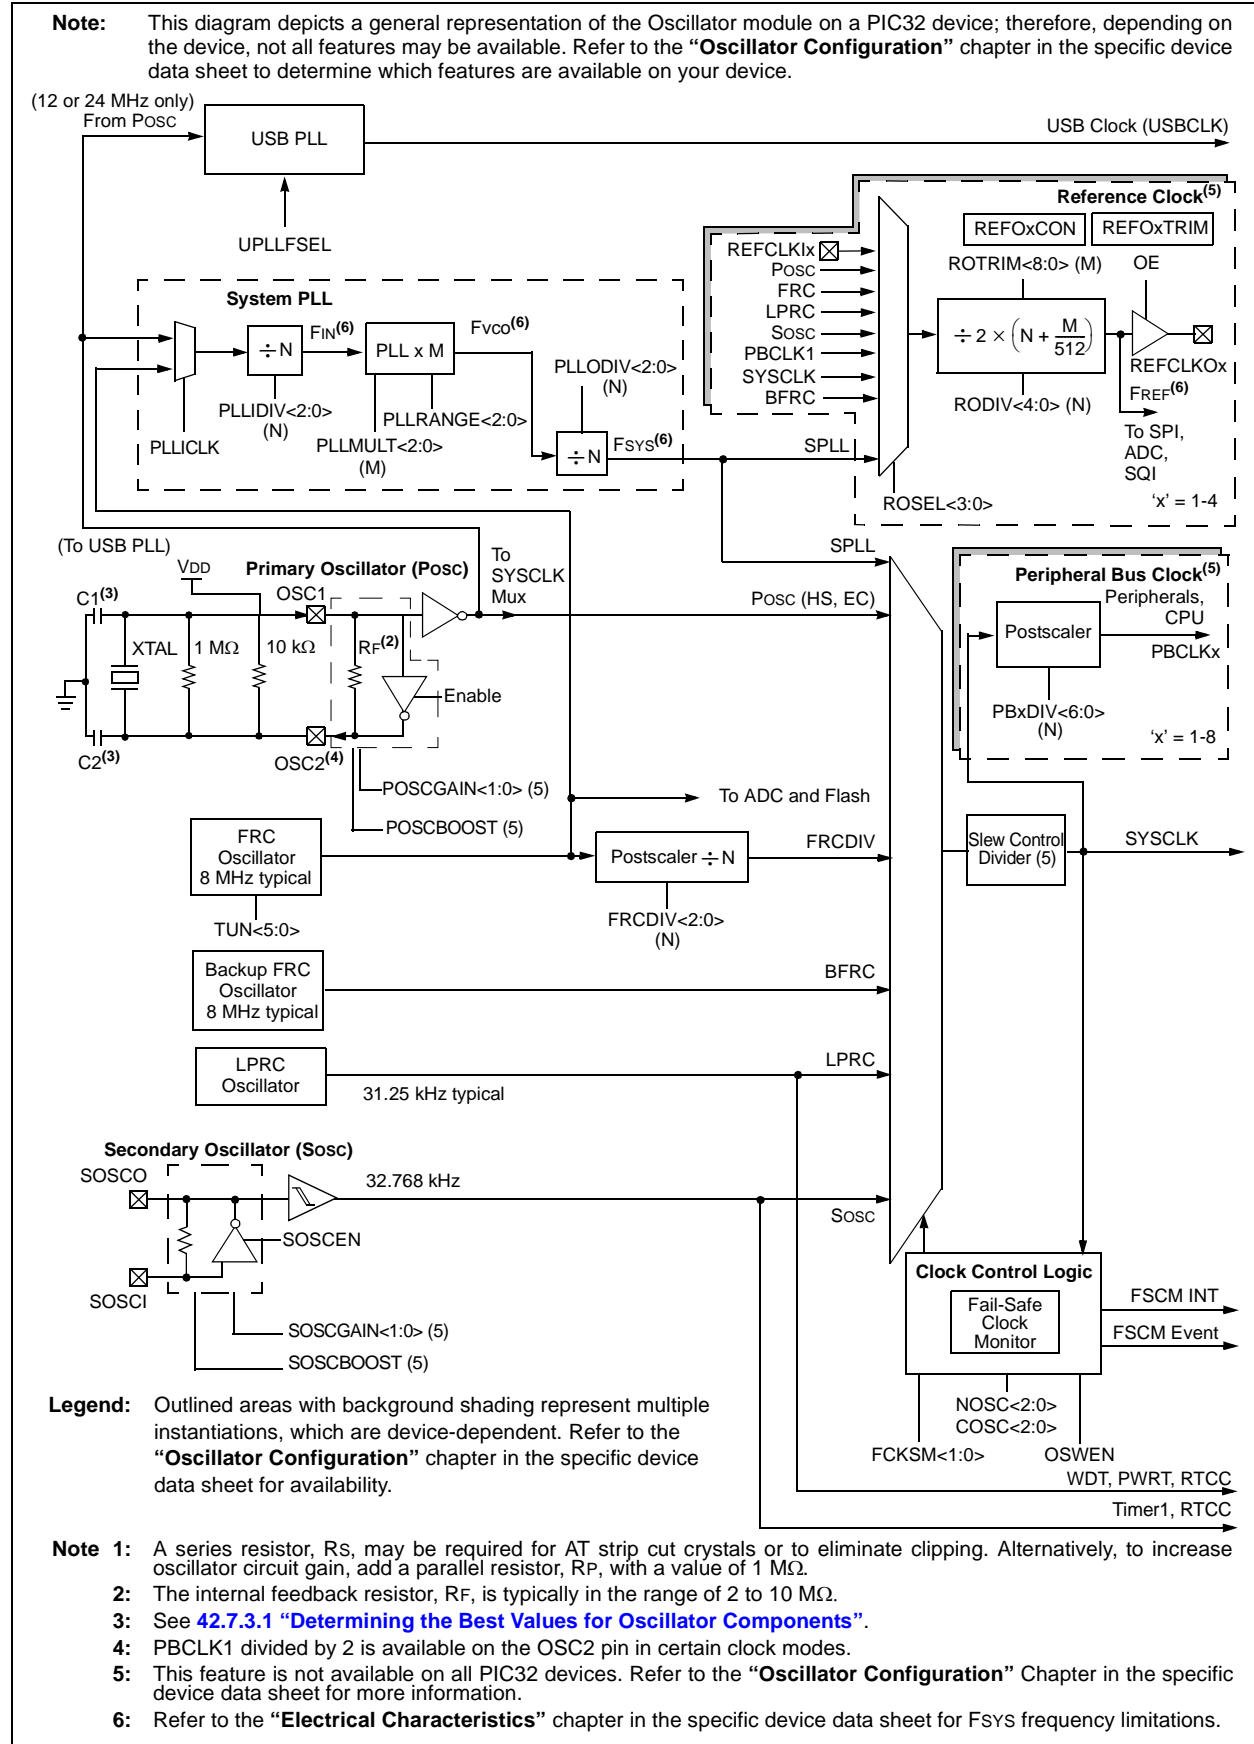 Note: This diagram depicts a general representation of the Oscillator module on a PIC32 device; therefore, depending on
the device, not all features may be available. Refer to the “Oscillator Configuration” chapter in the specific device
data sheet to determine which features are available on your device.
(12 or 24 MHz only)
From POSC
USB PLL
USB Clock (USBCLK)
UPLLFSEL
Reference Clock(5)
REFOxCON
REFOxTRIM
REFCLKIx
POSC
FRC
LPRC
SOSC
PBCLK1
SYSCLK
BFRC
SPLL
ROTRIM<8:0> (M)
OE
÷ 2 × (N + M/512)
REFCLKOx
RODIV<4:0> (N)
FREF(6)
To SPI,
ADC,
SQI
ROSEL<3:0>
‘x’ = 1-4
System PLL
÷ N
FIN(6)
PLL x M
FVCO(6)
PLLODIV<2:0>
(N)
PLLIDIV<2:0>
(N)
PLLRANGE<2:0>
PLLICLK
PLLMULT<2:0>
(M)
÷ N
FSYS(6)
(To USB PLL)
VDD
Primary Oscillator (POSC)
To
SYSCLK
Mux
SPLL
C1(3)
OSC1
POSC (HS, EC)
XTAL
1 MΩ
10 kΩ
RF(2)
Enable
C2(3)
OSC2(4)
POSCGAIN<1:0> (5)
POSCBOOST (5)
Peripheral Bus Clock(5)
Peripherals,
CPU
Postscaler
PBCLKx
PBxDIV<6:0>
(N)
‘x’ = 1-8
To ADC and Flash
FRC
Oscillator
8 MHz typical
Postscaler ÷ N
FRCDIV
Slew Control
Divider (5)
SYSCLK
TUN<5:0>
FRCDIV<2:0>
(N)
Backup FRC
Oscillator
8 MHz typical
BFRC
LPRC
Oscillator
31.25 kHz typical
LPRC
Secondary Oscillator (SOSC)
SOSCO
32.768 kHz
SOSC
SOSCEN
SOSCI
SOSCGAIN<1:0> (5)
SOSCBOOST (5)
Clock Control Logic
Fail-Safe
Clock
Monitor
FSCM INT
FSCM Event
NOSC<2:0>
COSC<2:0>
FCKSM<1:0>
OSWEN
WDT, PWRT, RTCC
Timer1, RTCC
Legend: Outlined areas with background shading represent multiple
instantiations, which are device-dependent. Refer to the
“Oscillator Configuration” chapter in the specific device
data sheet for availability.
Note 1: A series resistor, RS, may be required for AT strip cut crystals or to eliminate clipping. Alternatively, to increase
oscillator circuit gain, add a parallel resistor, RP, with a value of 1 MΩ.
2: The internal feedback resistor, RF, is typically in the range of 2 to 10 MΩ.
3: See 42.7.3.1 “Determining the Best Values for Oscillator Components”.
4: PBCLK1 divided by 2 is available on the OSC2 pin in certain clock modes.
5: This feature is not available on all PIC32 devices. Refer to the “Oscillator Configuration” Chapter in the specific
device data sheet for more information.
6: Refer to the “Electrical Characteristics” chapter in the specific device data sheet for FSYS frequency limitations.